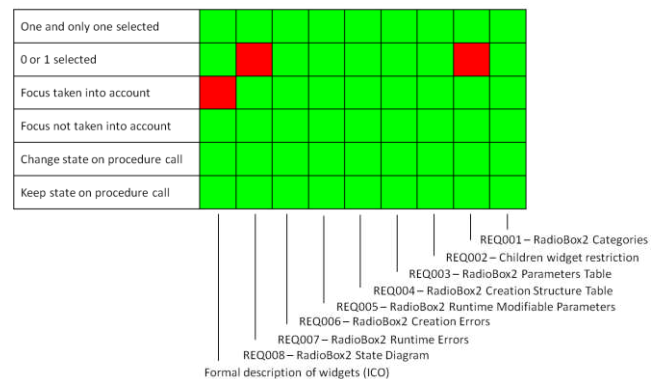 One and only one selected
0 or 1 selected
Focus taken into account
Focus not taken into account
Change state on procedure call
Keep state on procedure call
REQ001 – RadioBox2 Categories
REQ002 – Children widget restriction
REQ003 – RadioBox2 Parameters Table
REQ004 – RadioBox2 Creation Structure Table
REQ005 – RadioBox2 Runtime Modifiable Parameters
REQ006 – RadioBox2 Creation Errors
REQ007 – RadioBox2 Runtime Errors
REQ008 – RadioBox2 State Diagram
Formal description of widgets (ICO)